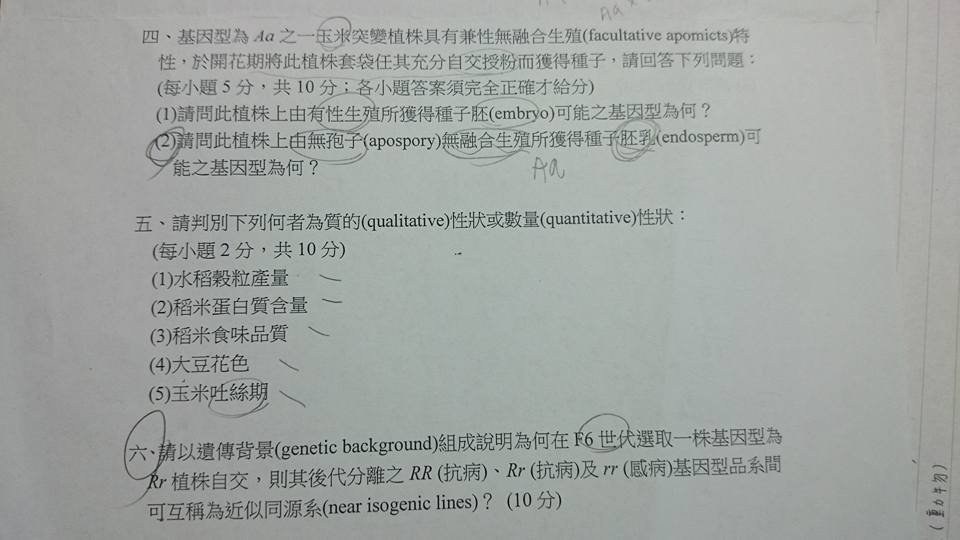 Aa
四、基因型為 Aa 之一玉米突變植株具有兼性無融合生殖(facultative apomicts)特
性，於開花期將此植株套袋任其充分自交授粉而獲得種子，請回答下列問題：
(每小題 5 分，共 10 分；各小題答案須完全正確才給分)
(1)請問此植株上由有性生殖所獲得種子胚(embryo)可能之基因型為何？
(2)請問此植株上由無孢子(apospory)無融合生殖所獲得種子胚乳(endosperm)可
能之基因型為何？
Aa
五、請判別下列何者為質的(qualitative)性狀或數量(quantitative)性狀：
(每小題 2 分，共 10 分)
(1)水稻穀粒產量
(2)稻米蛋白質含量
(3)稻米食味品質
(4)大豆花色
(5)玉米吐絲期
六、請以遺傳背景(genetic background)組成說明為何在 F6 世代選取一株基因型為
Rr 植株自交，則其後代分離之 RR (抗病)、Rr (抗病)及 rr (感病)基因型品系間
可互稱為近似同源系(near isogenic lines)？ (10 分)